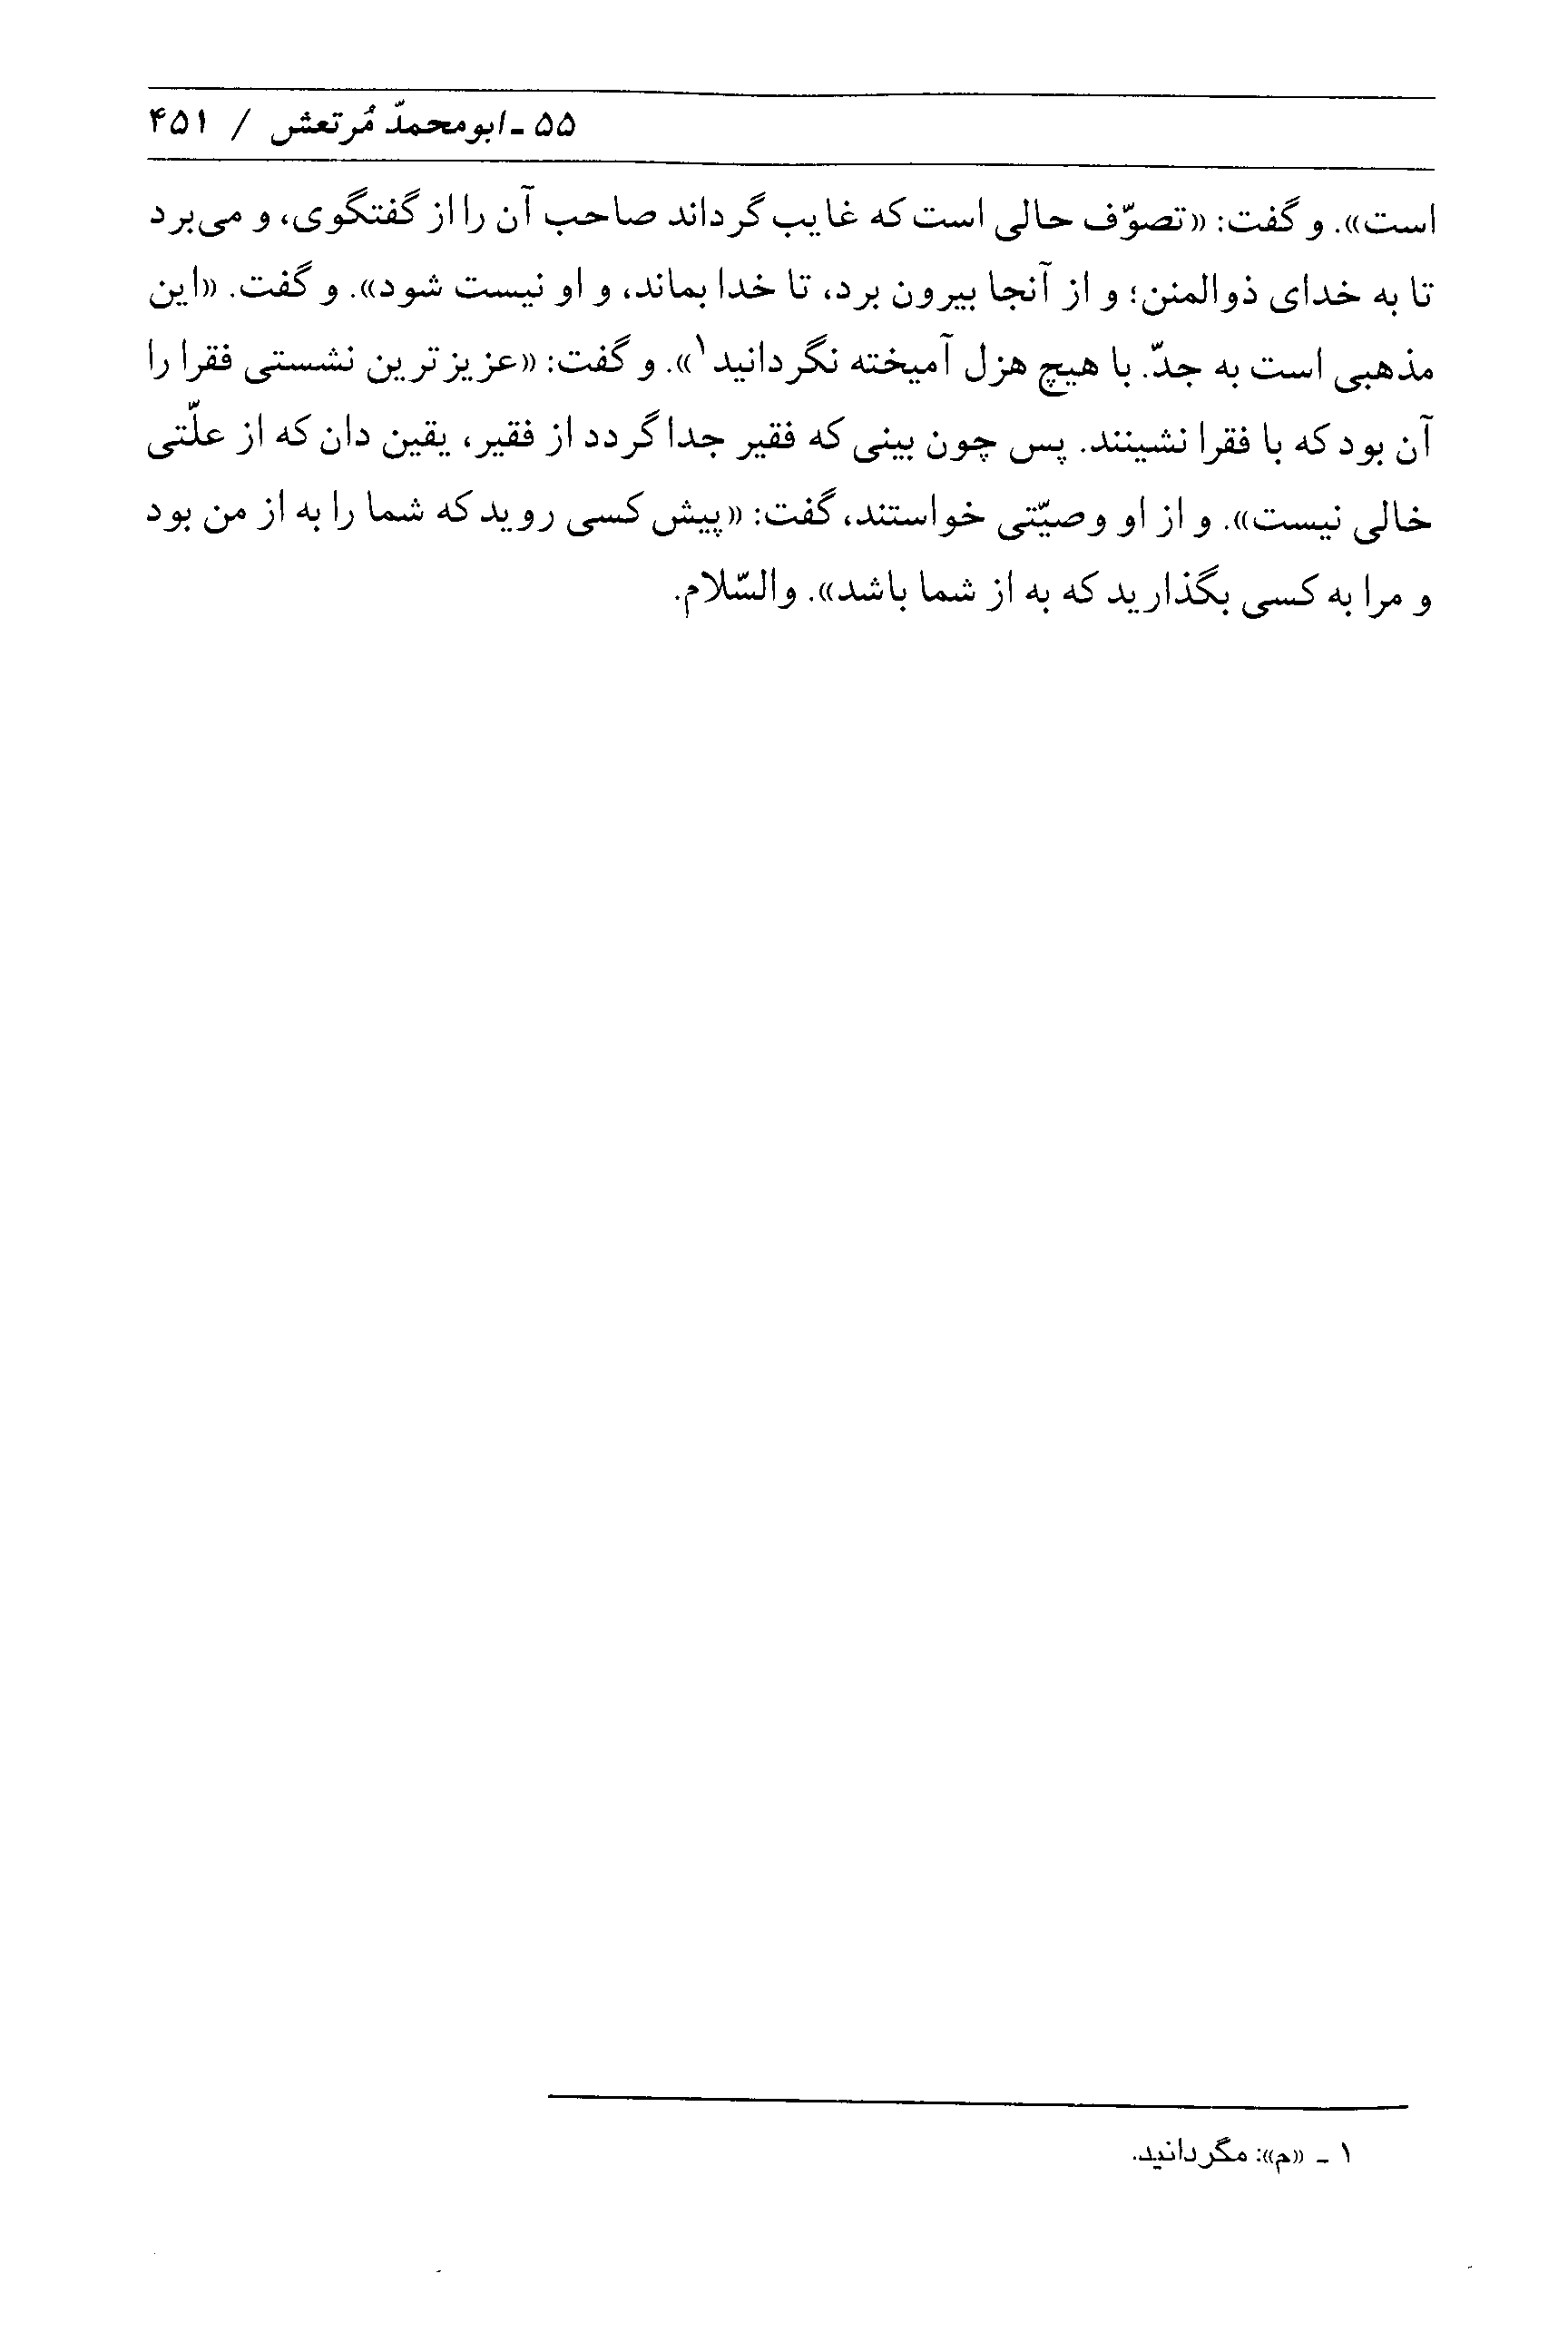 ۵۵ ـ ابومحمدّ مُرتعش / ۴۵۱
است». و گفت: «تصوّف حالی است که غایب گرداند صاحب آن را از گفتگوی، و می‌برد
تا به خدای ذوالمنن؛ و از آنجا بیرون برد، تا خدا بماند، و او نیست شود». و گفت. «این
مذهبی است به جدّ. با هیچ هزل آمیخته نگردانید۱». و گفت: «عزیزترین نشستی فقرا را
آن بود که با فقرا نشینند. پس چون بینی که فقیر جدا گردد از فقیر، یقین دان که از علّتی
خالی نیست». و از او وصیّتی خواستند، گفت: «پیش کسی روید که شما را به از من بود
و مرا به کسی بگذارید که به از شما باشد». والسّلام.
۱ ـ «م»: مگردانید.